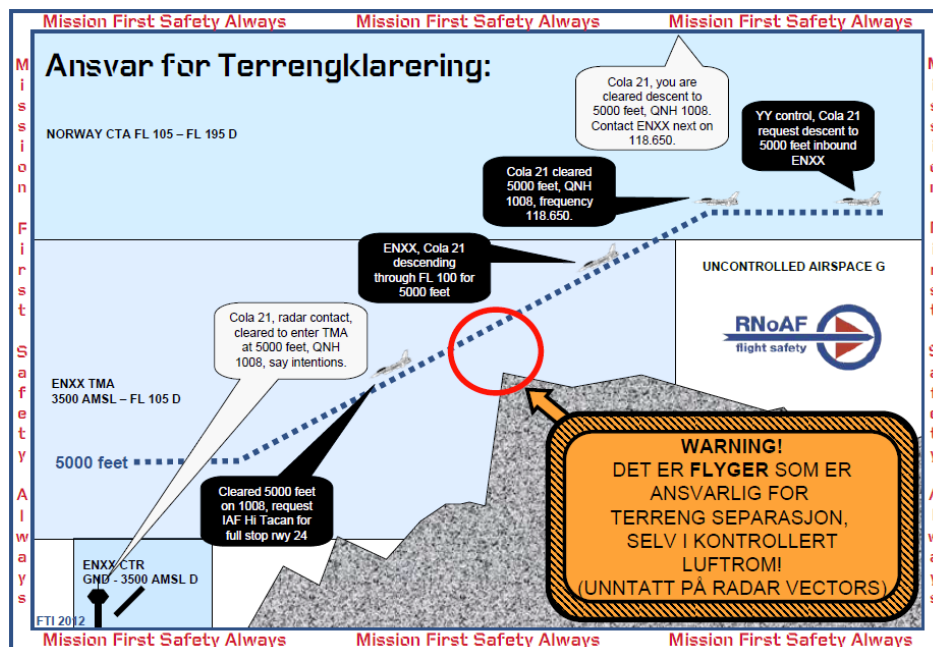 Mission First Safety Always
Mission First Safety Always
Mission First Safety Always
Mission First Safety Always
Ansvar for Terrengklarering:
NORWAY CTA FL 105 – FL 195 D
Cola 21, you are
cleared descent to
5000 feet, QNH 1008.
Contact ENXX next on
118.650.
YY control, Cola 21
request descent to
5000 feet inbound
ENXX
Cola 21 cleared
5000 feet, QNH
1008, frequency
118.650.
ENXX, Cola 21
descending
through FL 100 for
5000 feet
UNCONTROLLED AIRSPACE G
Cola 21, radar contact,
cleared to enter TMA
at 5000 feet, QNH
1008, say intentions.
RNoAF
flight safety
ENXX TMA
3500 AMSL – FL 105 D
5000 feet
Cleared 5000 feet
on 1008, request
IAF Hi Tacan for
full stop rwy 24
WARNING!
DET ER FLYGER SOM ER
ANSVARLIG FOR
TERRENG SEPARASJON,
SELV I KONTROLLERT
LUFTROM!
(UNNTATT PÅ RADAR VECTORS)
ENXX CTR
GND - 3500 AMSL D
FTI 2012
Mission First Safety Always
Mission First Safety Always
Mission First Safety Always